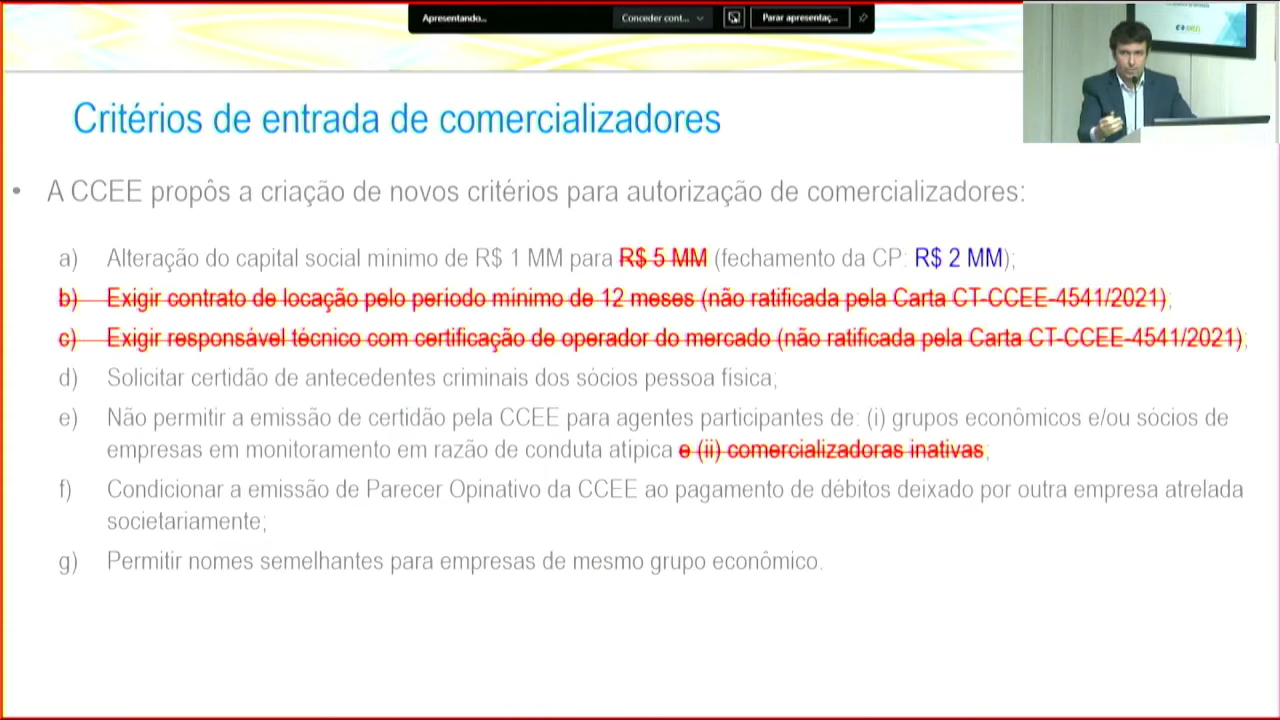 Apresentando...
Conceder cont...
Parar apresentaç...
Critérios de entrada de comercializadores
• A CCEE propôs a criação de novos critérios para autorização de comercializadores:
a) Alteração do capital social mínimo de R$ 1 MM para R$ 5 MM (fechamento da CP: R$ 2 MM);
b) Exigir contrato de locação pelo período mínimo de 12 meses (não ratificada pela Carta CT-CCEE-4541/2021);
c) Exigir responsável técnico com certificação de operador do mercado (não ratificada pela Carta CT-CCEE-4541/2021);
d) Solicitar certidão de antecedentes criminais dos sócios pessoa física;
e) Não permitir a emissão de certidão pela CCEE para agentes participantes de: (i) grupos econômicos e/ou sócios de
empresas em monitoramento em razão de conduta atípica e (ii) comercializadoras inativas;
f) Condicionar a emissão de Parecer Opinativo da CCEE ao pagamento de débitos deixado por outra empresa atrelada
societariamente;
g) Permitir nomes semelhantes para empresas de mesmo grupo econômico.